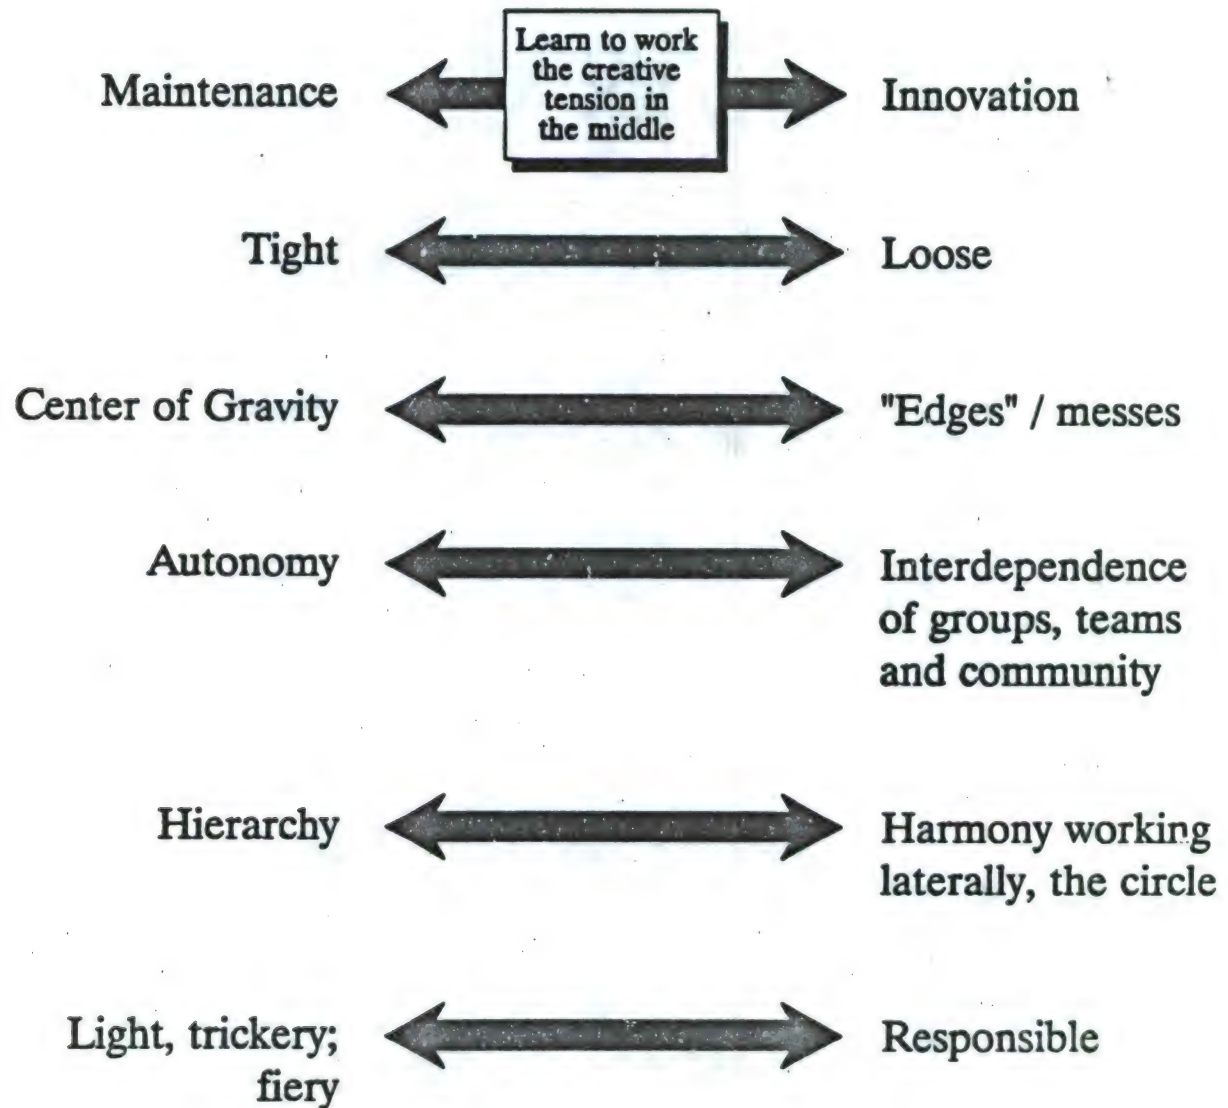 Learn to work
the creative
tension in
the middle
Maintenance
Innovation
Tight
Loose
Center of Gravity
"Edges" / messes
Autonomy
Interdependence
of groups, teams
and community
Hierarchy
Harmony working
laterally, the circle
Light, trickery;
fiery
Responsible